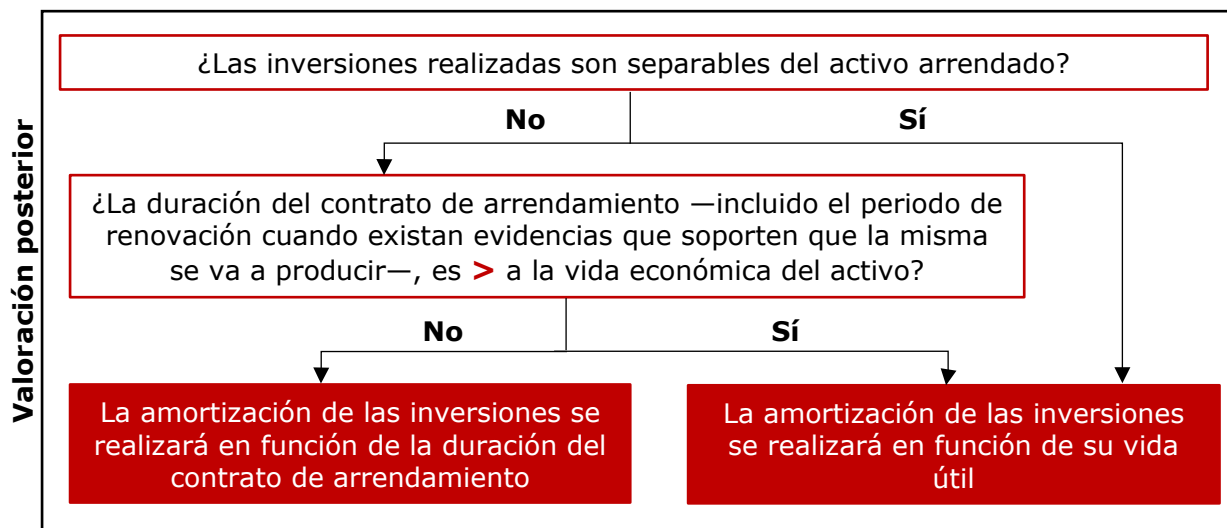 Valoración posterior
¿Las inversiones realizadas son separables del activo arrendado?
No
Sí
¿La duración del contrato de arrendamiento —incluido el periodo de
renovación cuando existan evidencias que soporten que la misma
se va a producir—, es > a la vida económica del activo?
No
Sí
La amortización de las inversiones se
realizará en función de la duración del
contrato de arrendamiento
La amortización de las inversiones
se realizará en función de su vida
útil